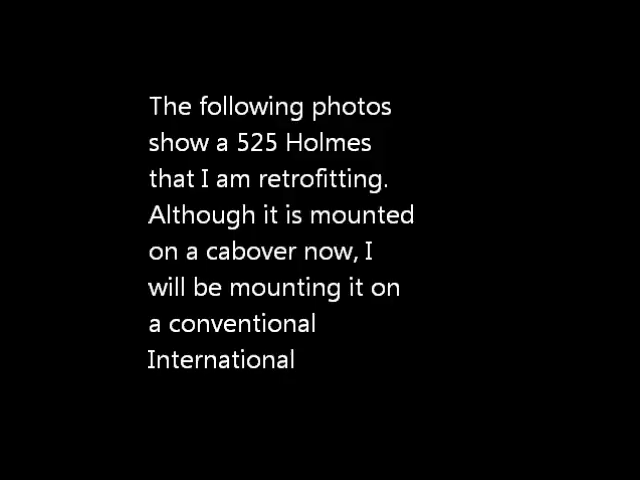 The following photos
show a 525 Holmes
that I am retrofitting.
Although it is mounted
on a cabover now, I
will be mounting it on
a conventional
International